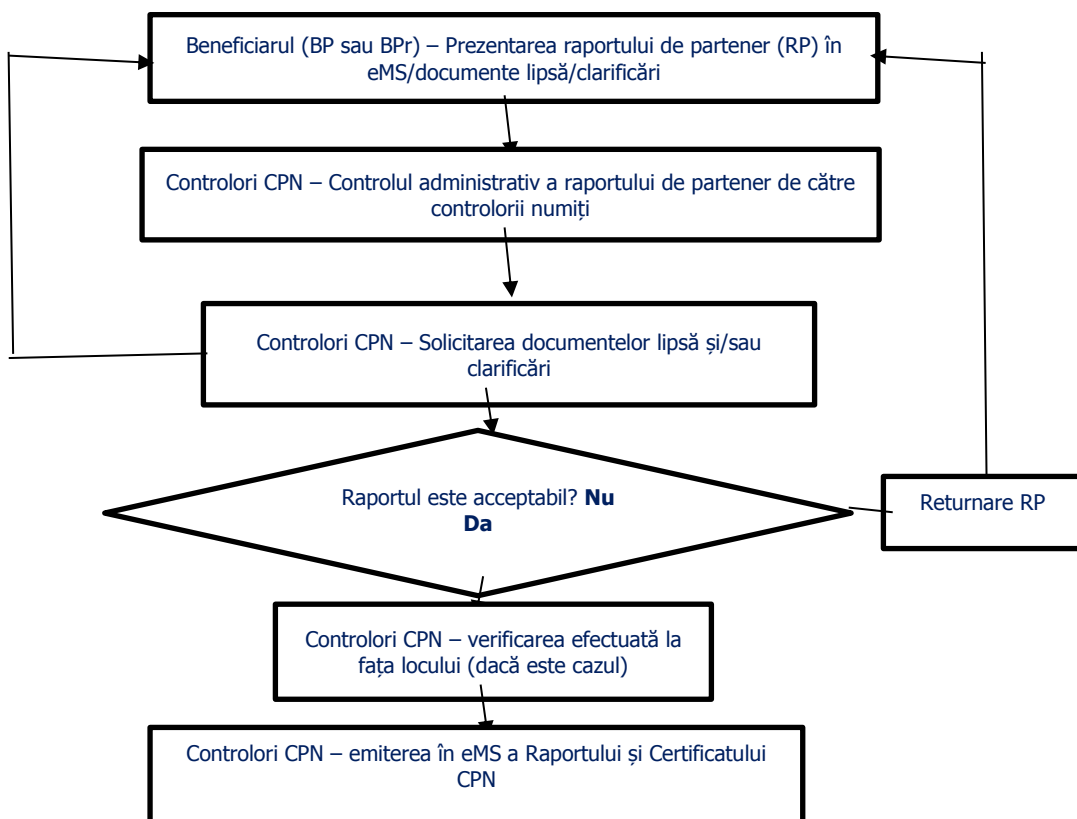 Beneficiarul (BP sau BPr) – Prezentarea raportului de partener (RP) în
eMS/documente lipsă/clarificări
Controlori CPN – Controlul administrativ a raportului de partener de către
controlorii numiți
Controlori CPN – Solicitarea documentelor lipsă și/sau
clarificări
Raportul este acceptabil? Nu
Da
Returnare RP
Controlori CPN – verificarea efectuată la
fața locului (dacă este cazul)
Controlori CPN – emiterea în eMS a Raportului și Certificatului
CPN